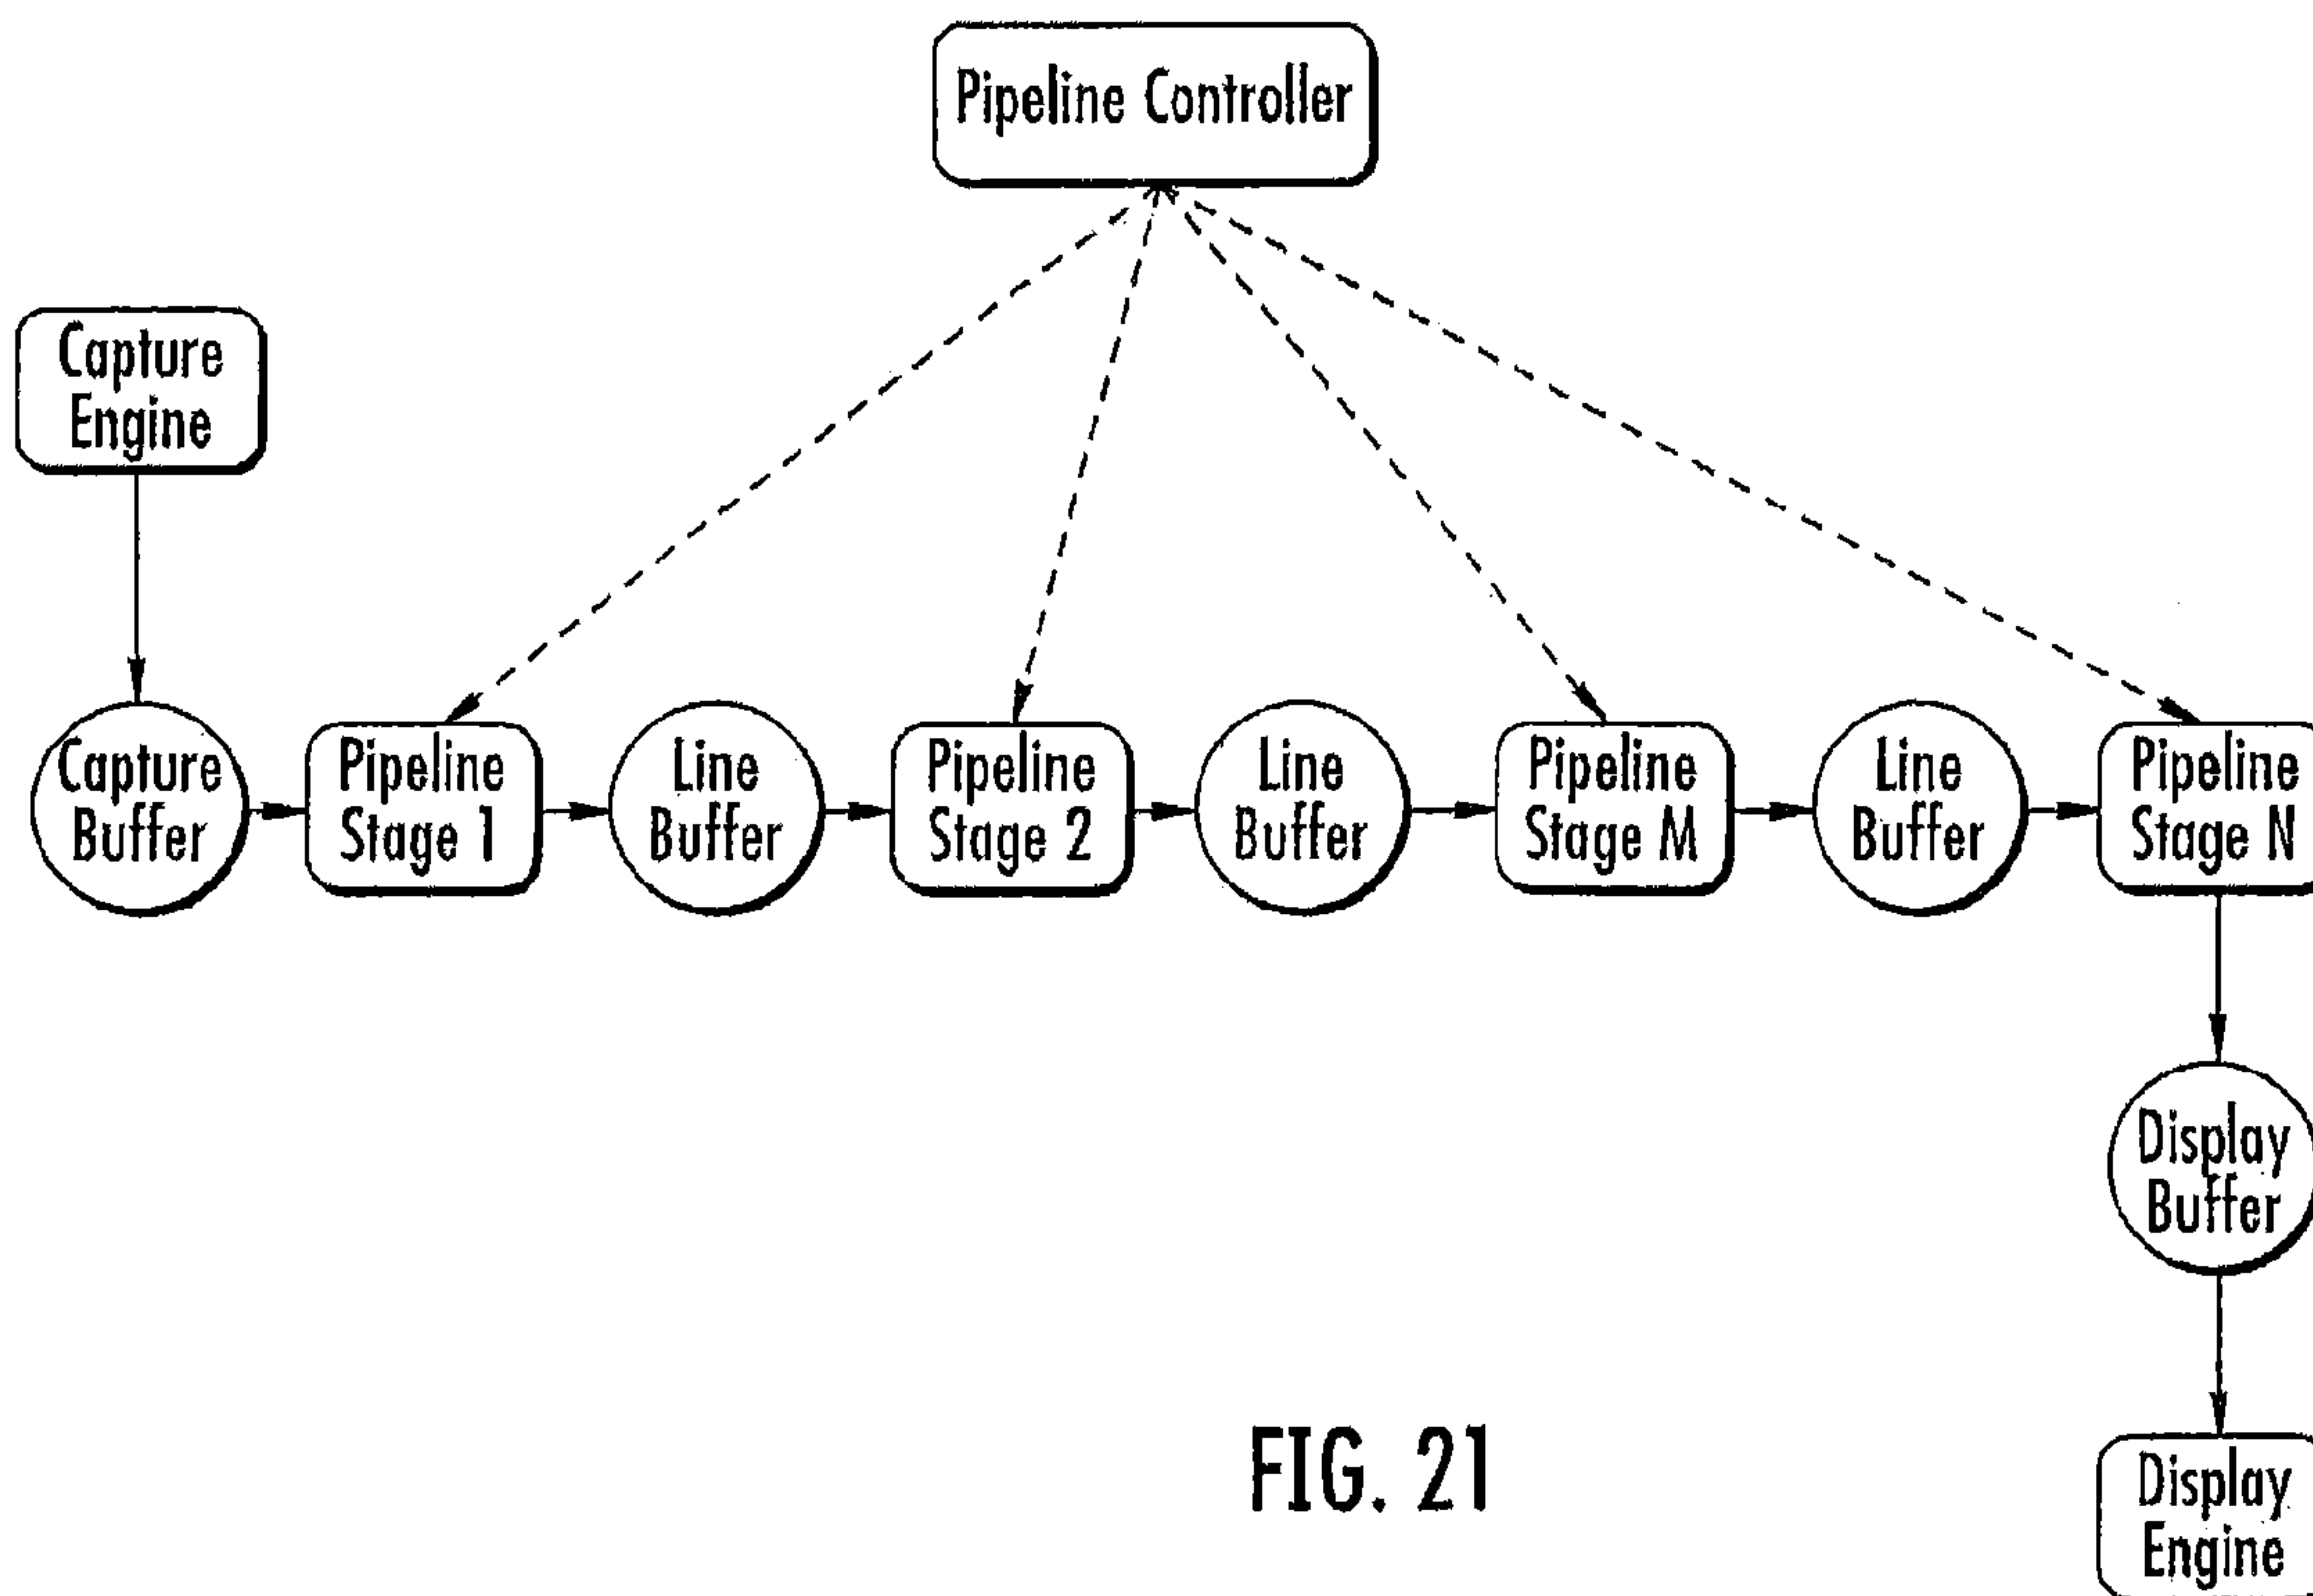 Pipeline Controller
Capture
Engine
Capture
Buffer
Pipeline
Stage 1
Line
Buffer
Pipeline
Stage 2
Line
Buffer
Pipeline
Stage M
Line
Buffer
Pipeline
Stage N
Display
Buffer
Display
Engine
FIG. 21